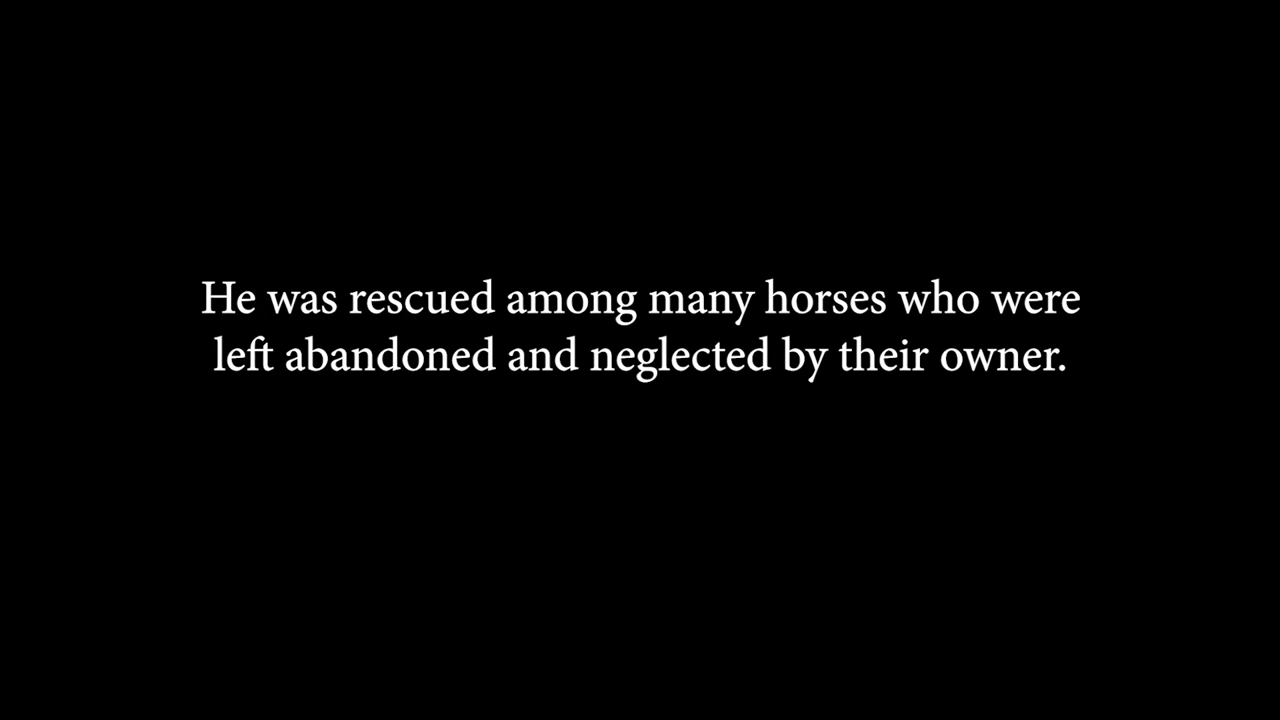 He was rescued among many horses who were
left abandoned and neglected by their owner.